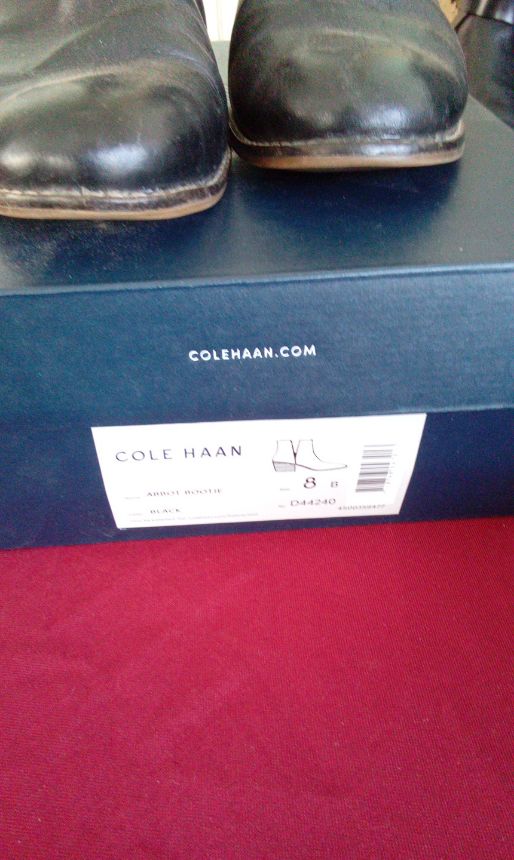 COLEHAAN.COM
COLE HAAN
ABBOT BOOTIE
8 B
BLACK
D44240